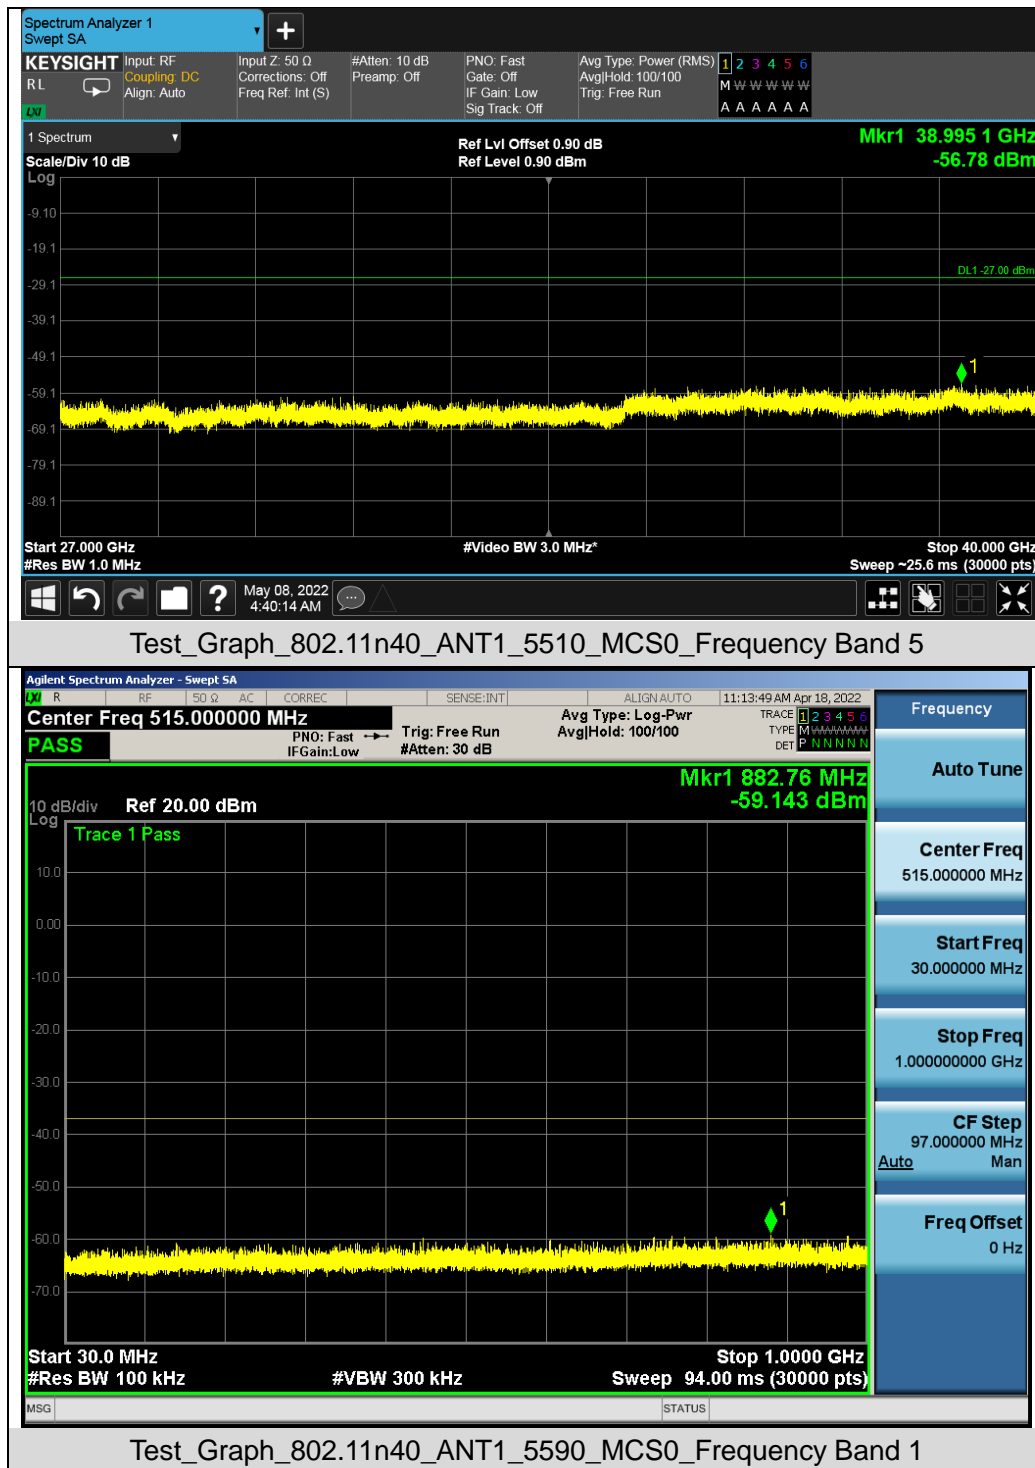 Spectrum Analyzer 1
Swept SA
+
KEYSIGHT
R L
LXI
Input: RF
Coupling: DC
Align: Auto
Input Z: 50 Ω
Corrections: Off
Freq Ref: Int (S)
#Atten: 10 dB
Preamp: Off
PNO: Fast
Gate: Off
IF Gain: Low
Sig Track: Off
Avg Type: Power (RMS)
Avg|Hold: 100/100
Trig: Free Run
1 2 3 4 5 6
M W W W W W
A A A A A A
1 Spectrum
Scale/Div 10 dB
Log
Ref Lvl Offset 0.90 dB
Ref Level 0.90 dBm
Mkr1 38.995 1 GHz
-56.78 dBm
-9.10
-19.1
DL1 -27.00 dBm
-29.1
-39.1
-49.1
1
-59.1
-69.1
-79.1
-89.1
Start 27.000 GHz
#Res BW 1.0 MHz
#Video BW 3.0 MHz*
Stop 40.000 GHz
Sweep ~25.6 ms (30000 pts)
?
May 08, 2022
4:40:14 AM
Test_Graph_802.11n40_ANT1_5510_MCS0_Frequency Band 5
Agilent Spectrum Analyzer - Swept SA
LXI R RF 50 Ω AC CORREC SENSE:INT ALIGN AUTO 11:13:49 AM Apr 18, 2022
Center Freq 515.000000 MHz
PASS
PNO: Fast
IFGain:Low
Trig: Free Run
#Atten: 30 dB
Avg Type: Log-Pwr
Avg|Hold: 100/100
TRACE 1 2 3 4 5 6
TYPE M WWWWW
DET P N N N N N
Mkr1 882.76 MHz
-59.143 dBm
10 dB/div Ref 20.00 dBm
Log
Trace 1 Pass
10.0
0.00
-10.0
-20.0
-30.0
-40.0
-50.0
1
-60.0
-70.0
Start 30.0 MHz
#Res BW 100 kHz
#VBW 300 kHz
Stop 1.0000 GHz
Sweep 94.00 ms (30000 pts)
MSG STATUS
Frequency
Auto Tune
Center Freq
515.000000 MHz
Start Freq
30.000000 MHz
Stop Freq
1.000000000 GHz
CF Step
97.000000 MHz
Auto Man
Freq Offset
0 Hz
Test_Graph_802.11n40_ANT1_5590_MCS0_Frequency Band 1